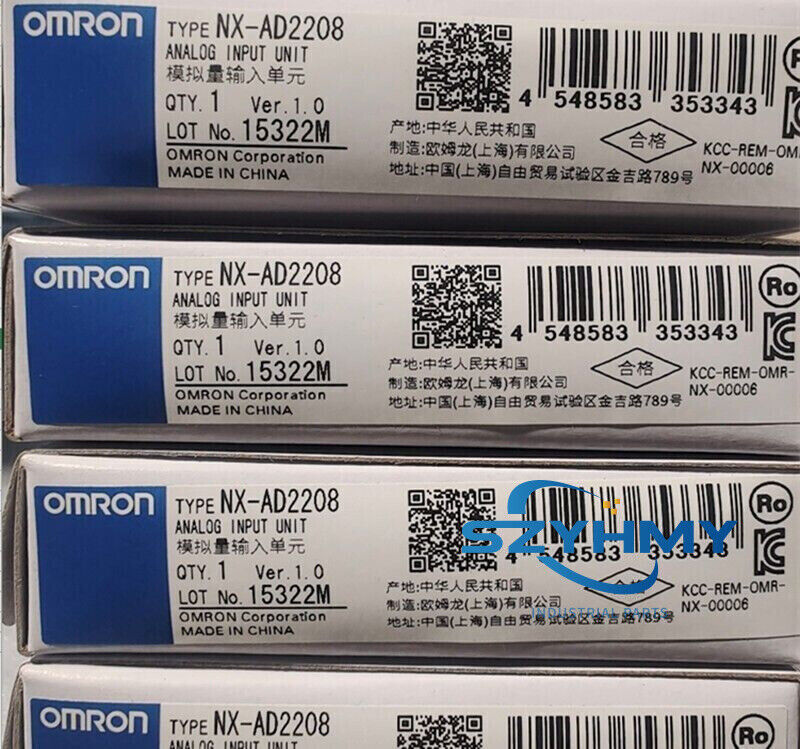 OMRON
TYPE NX-AD2208
ANALOG INPUT UNIT
模拟量输入单元
QTY. 1 Ver.1.0
LOT No. 15322M
OMRON Corporation
MADE IN CHINA
4 548583 353343
产地:中华人民共和国
制造:欧姆龙(上海)有限公司
地址:中国(上海)自由贸易试验区金吉路789号
合格
KCC-REM-OMR
NX-00006
OMRON
TYPE NX-AD2208
ANALOG INPUT UNIT
模拟量输入单元
QTY. 1 Ver.1.0
LOT No. 15322M
OMRON Corporation
MADE IN CHINA
4 548583 353343
产地:中华人民共和国
制造:欧姆龙(上海)有限公司
地址:中国(上海)自由贸易试验区金吉路789号
合格
Ro
KCC-REM-OMR-
NX-00006
OMRON
TYPE NX-AD2208
ANALOG INPUT UNIT
模拟量输入单元
QTY. 1 Ver.1.0
LOT No. 15322M
OMRON Corporation
MADE IN CHINA
4 548583 353343
SZYHMY
INDUSTRIAL PARTS
产地:中华人民共和国
制造:欧姆龙(上海)有限公司
地址:中国(上海)自由贸易试验区金吉路789号
合格
Ro
KCC-REM-OMR-
NX-00006
OMRON
TYPE NX-AD2208
ANALOG INPUT UNIT
Ro